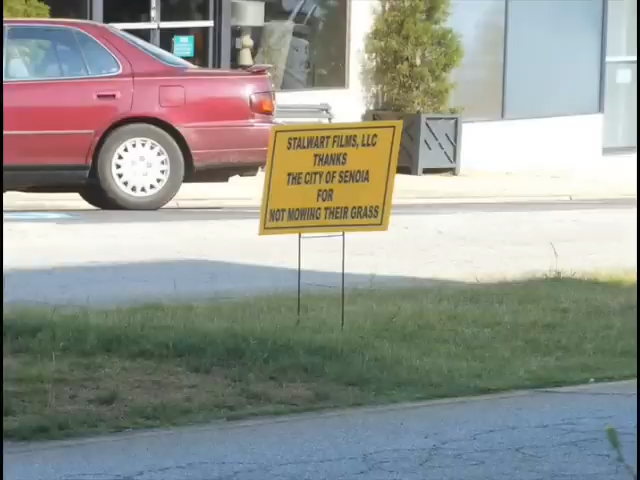 STALWART FILMS, LLC
THANKS
THE CITY OF SENOIA
FOR
NOT MOWING THEIR GRASS